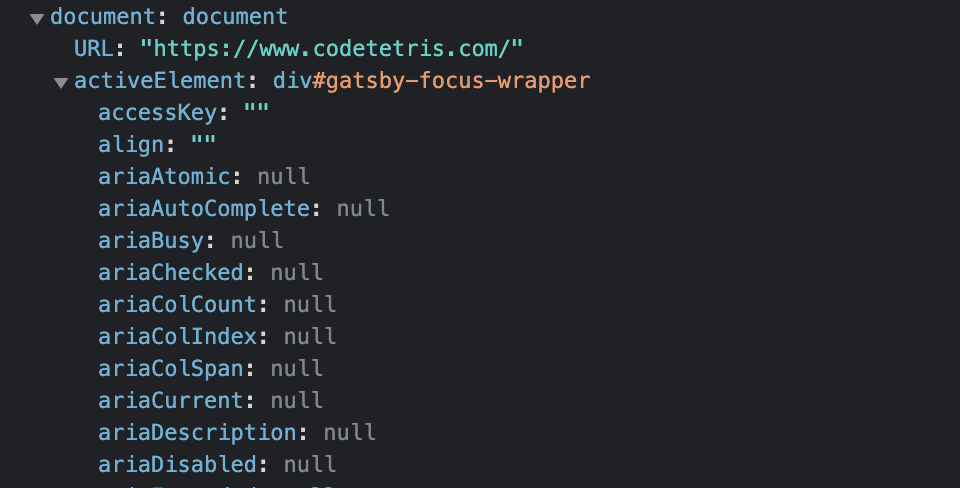 document: document
URL: "https://www.codetetris.com/"
activeElement: div#gatsby-focus-wrapper
accessKey: ""
align: ""
ariaAtomic: null
ariaAutoComplete: null
ariaBusy: null
ariaChecked: null
ariaColCount: null
ariaColIndex: null
ariaColSpan: null
ariaCurrent: null
ariaDescription: null
ariaDisabled: null